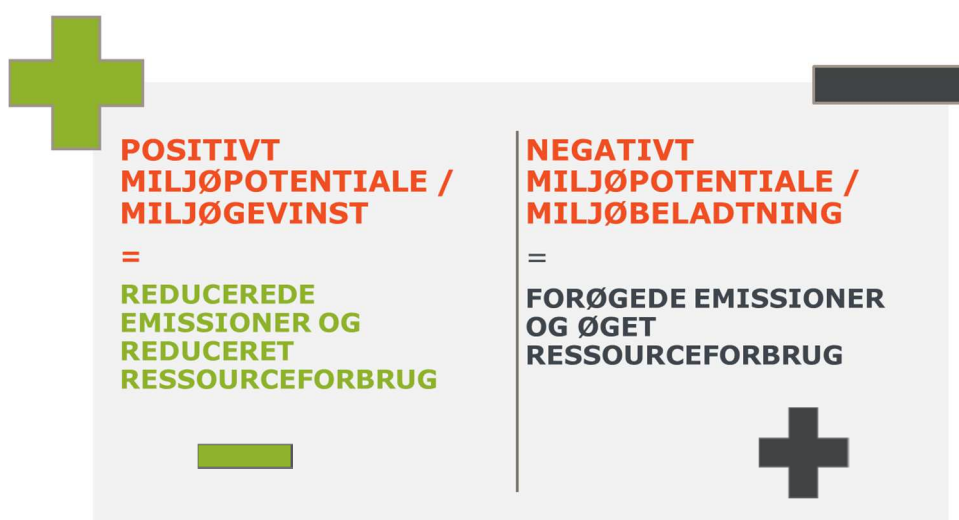 POSITIVT
MILJØPOTENTIALE /
MILJØGEVINST
=
REDUCEREDE
EMISSIONER OG
REDUCERET
RESSOURCEFORBRUG
NEGATIVT
MILJØPOTENTIALE /
MILJØBELADTNING
=
FORØGEDE EMISSIONER
OG ØGET
RESSOURCEFORBRUG